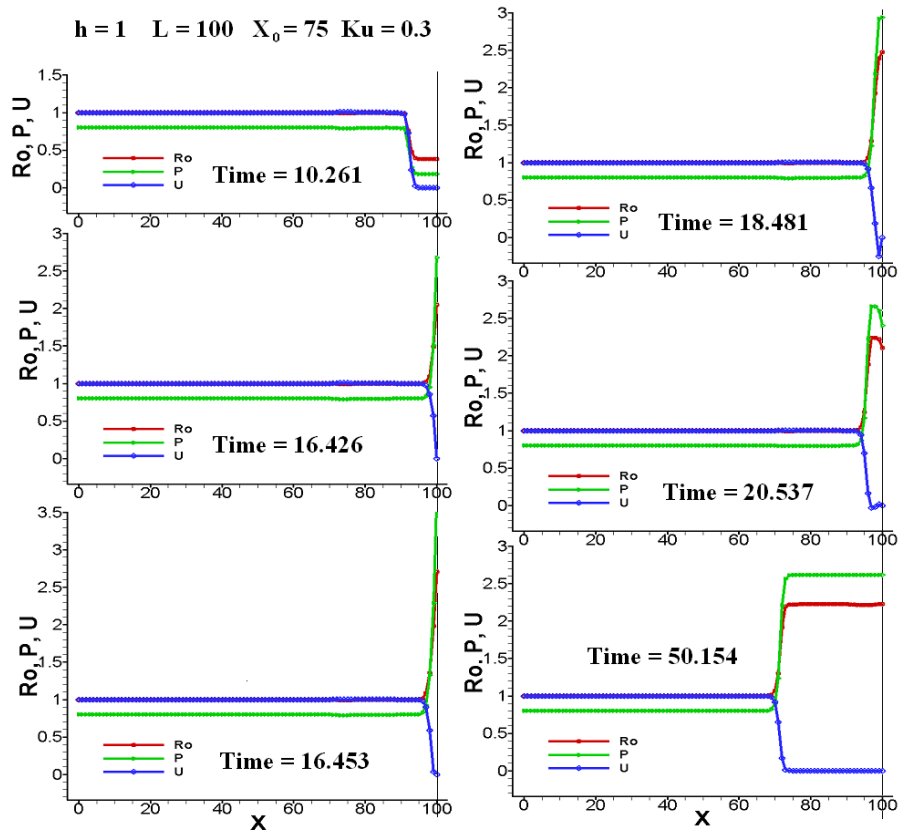 h = 1 L = 100 X₀ = 75 Ku = 0.3
Ro, P, U
1.5
1
0.5
0
Ro
P
U
Time = 10.261
0 20 40 60 80 100
Ro, P, U
3
2.5
2
1.5
1
0.5
0
Ro
P
U
Time = 16.426
0 20 40 60 80 100
Ro, P, U
3.5
3
2.5
2
1.5
1
0.5
0
Ro
P
U
Time = 16.453
0 20 40 60 80 100
X
Ro, P, U
3
2.5
2
1.5
1
0.5
0
Ro
P
U
Time = 18.481
0 20 40 60 80 100
Ro, P, U
3
2.5
2
1.5
1
0.5
0
Ro
P
U
Time = 20.537
0 20 40 60 80 100
Ro, P, U
3
2.5
2
1.5
1
0.5
0
Time = 50.154
Ro
P
U
0 20 40 60 80 100
X